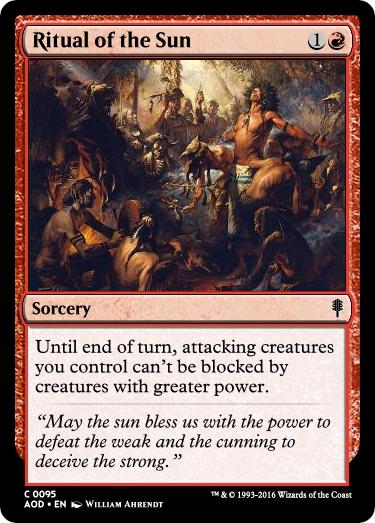 Ritual of the Sun 1
Sorcery
Until end of turn, attacking creatures
you control can't be blocked by
creatures with greater power.
"May the sun bless us with the power to
defeat the weak and the cunning to
deceive the strong."
C 0095
AOD • EN William Ahrendt
™ & © 1993-2016 Wizards of the Coast